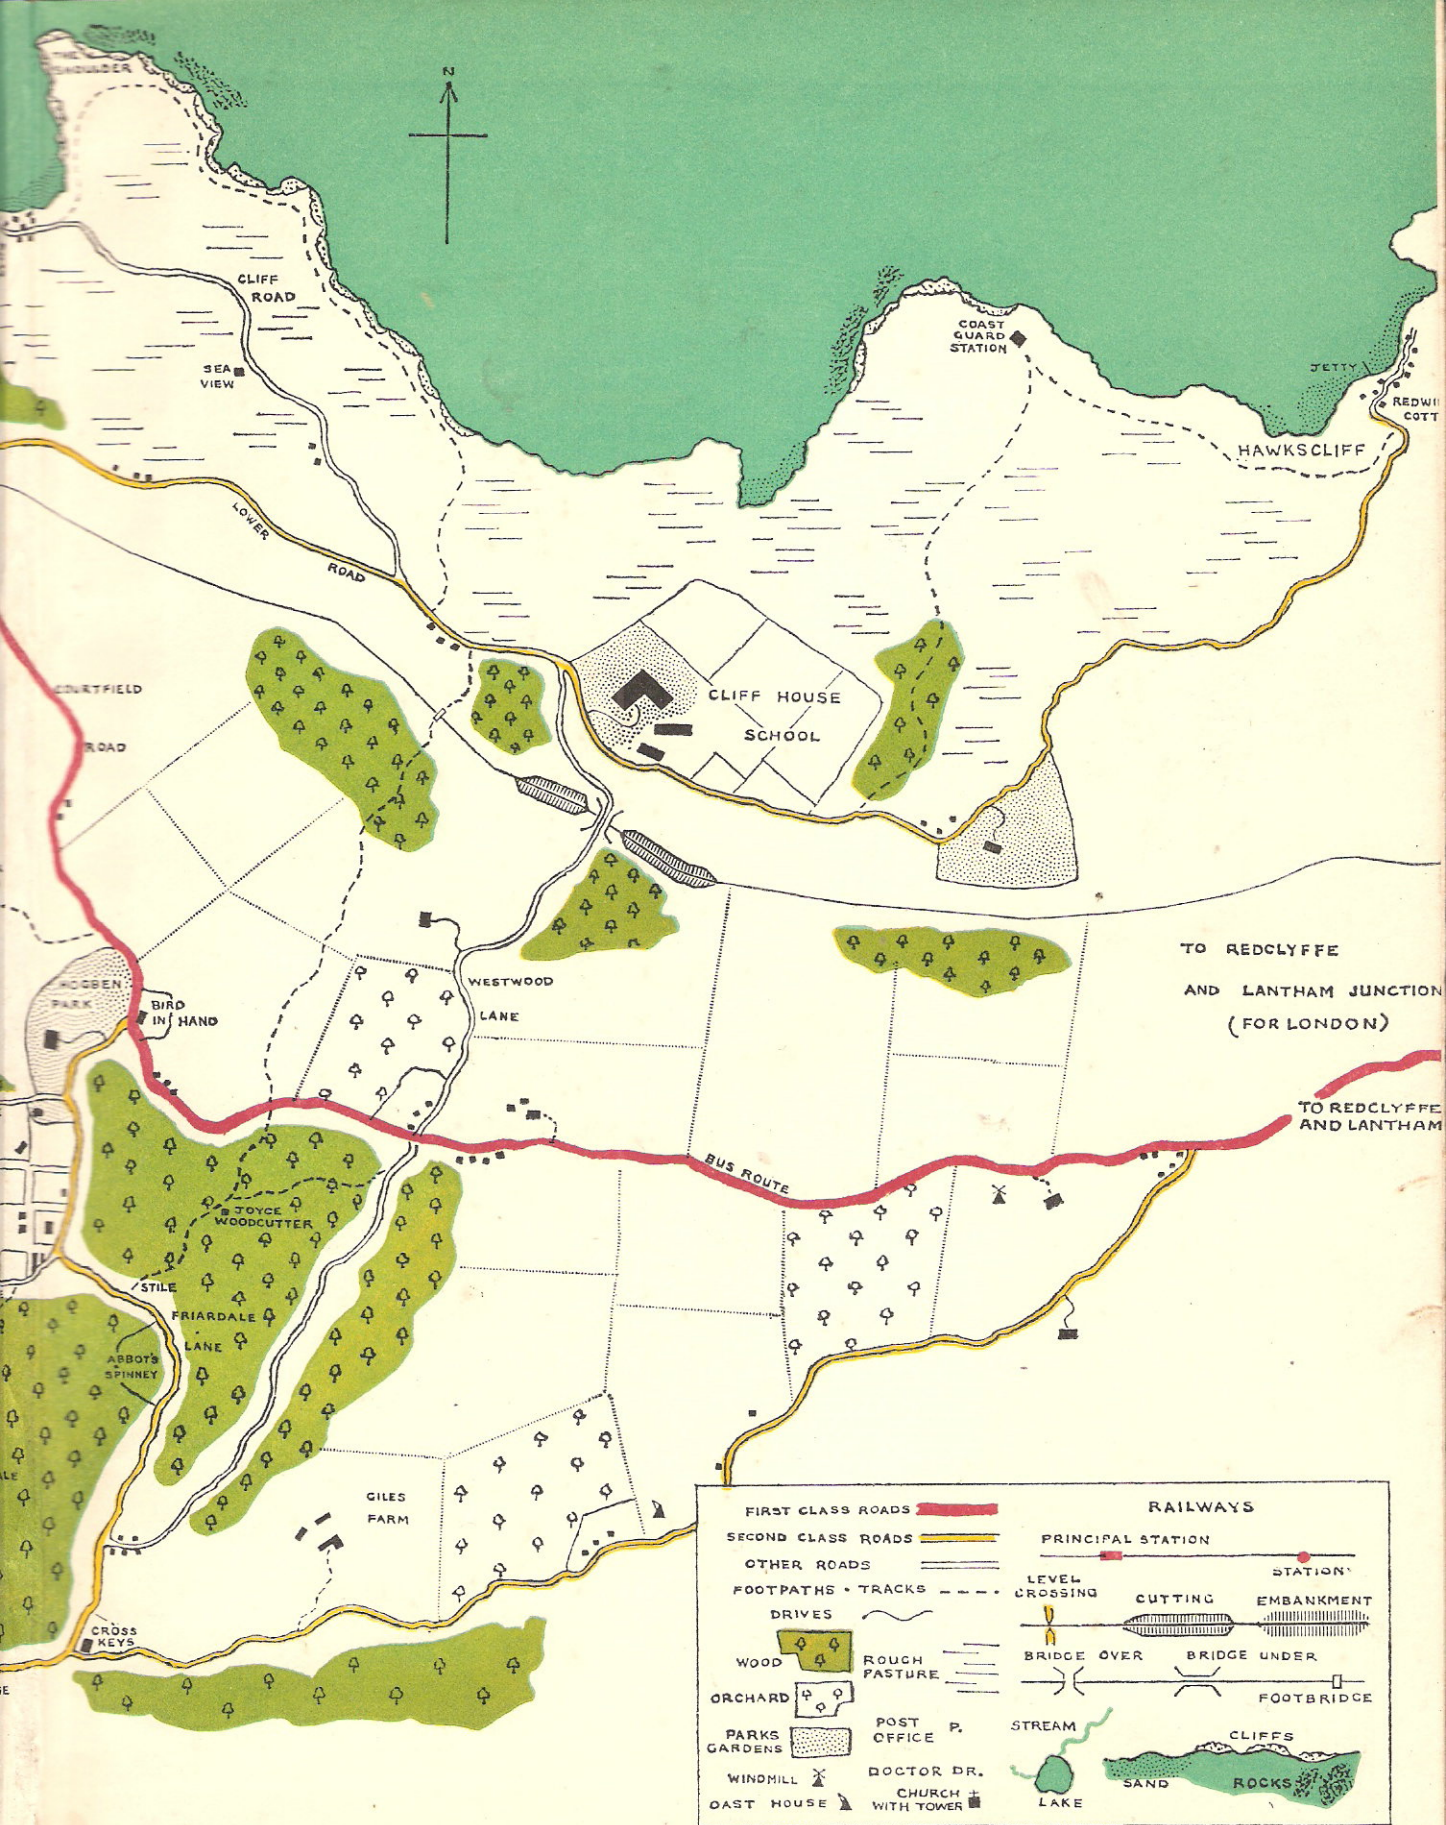 THE
SHOULDER
N
CLIFF
ROAD
SEA
VIEW
COAST
GUARD
STATION
JETTY
HAWKSCLIFF
LOWER
ROAD
CLIFF HOUSE
SCHOOL
COURTFIELD
ROAD
TO REDCLYFFE
AND LANTHAM JUNCTION
(FOR LONDON)
WESTWOOD
LANE
HOGBEN
PARK
BIRD
IN HAND
TO REDCLYFFE
AND LANTHAM
BUS ROUTE
JOYCE
WOODCUTTER
STILE
FRIARDALE
LANE
ABBOT'S
SPINNEY
GILES
FARM
CROSS
KEYS
FIRST CLASS ROADS
SECOND CLASS ROADS
OTHER ROADS
FOOTPATHS • TRACKS
DRIVES
WOOD
ROUGH
PASTURE
ORCHARD
PARKS
GARDENS
POST
OFFICE P.
WINDMILL
DOCTOR DR.
OAST HOUSE
CHURCH
WITH TOWER
RAILWAYS
PRINCIPAL STATION
STATION
LEVEL
CROSSING
CUTTING
EMBANKMENT
BRIDGE OVER
BRIDGE UNDER
FOOTBRIDGE
STREAM
LAKE
CLIFFS
SAND
ROCKS